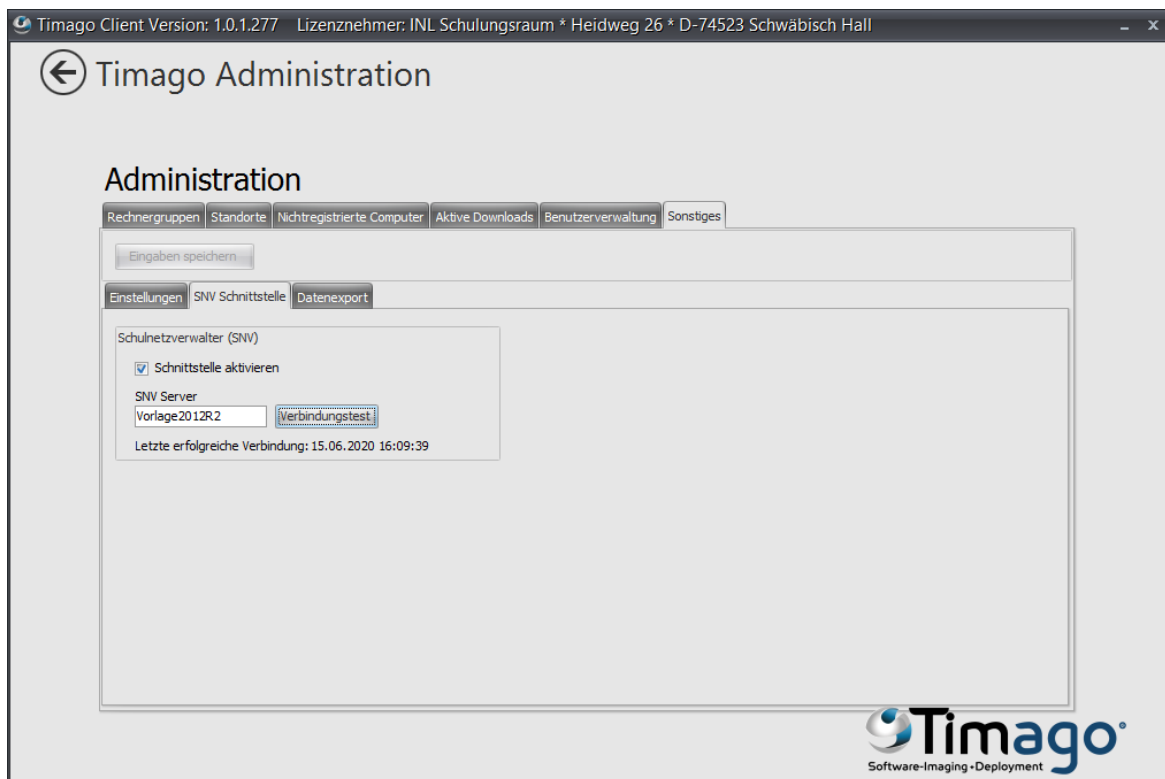 Timago Client Version: 1.0.1.277 Lizenznehmer: INL Schulungsraum * Heidweg 26 * D-74523 Schwäbisch Hall
Timago Administration
Administration
Rechnergruppen Standorte Nichtregistrierte Computer Aktive Downloads Benutzerverwaltung Sonstiges
Eingaben speichern
Einstellungen SNV Schnittstelle Datenexport
Schulnetzverwalter (SNV)
Schnittstelle aktivieren
SNV Server
Vorlage2012R2 Verbindungstest
Letzte erfolgreiche Verbindung: 15.06.2020 16:09:39
Timago
Software-Imaging•Deployment